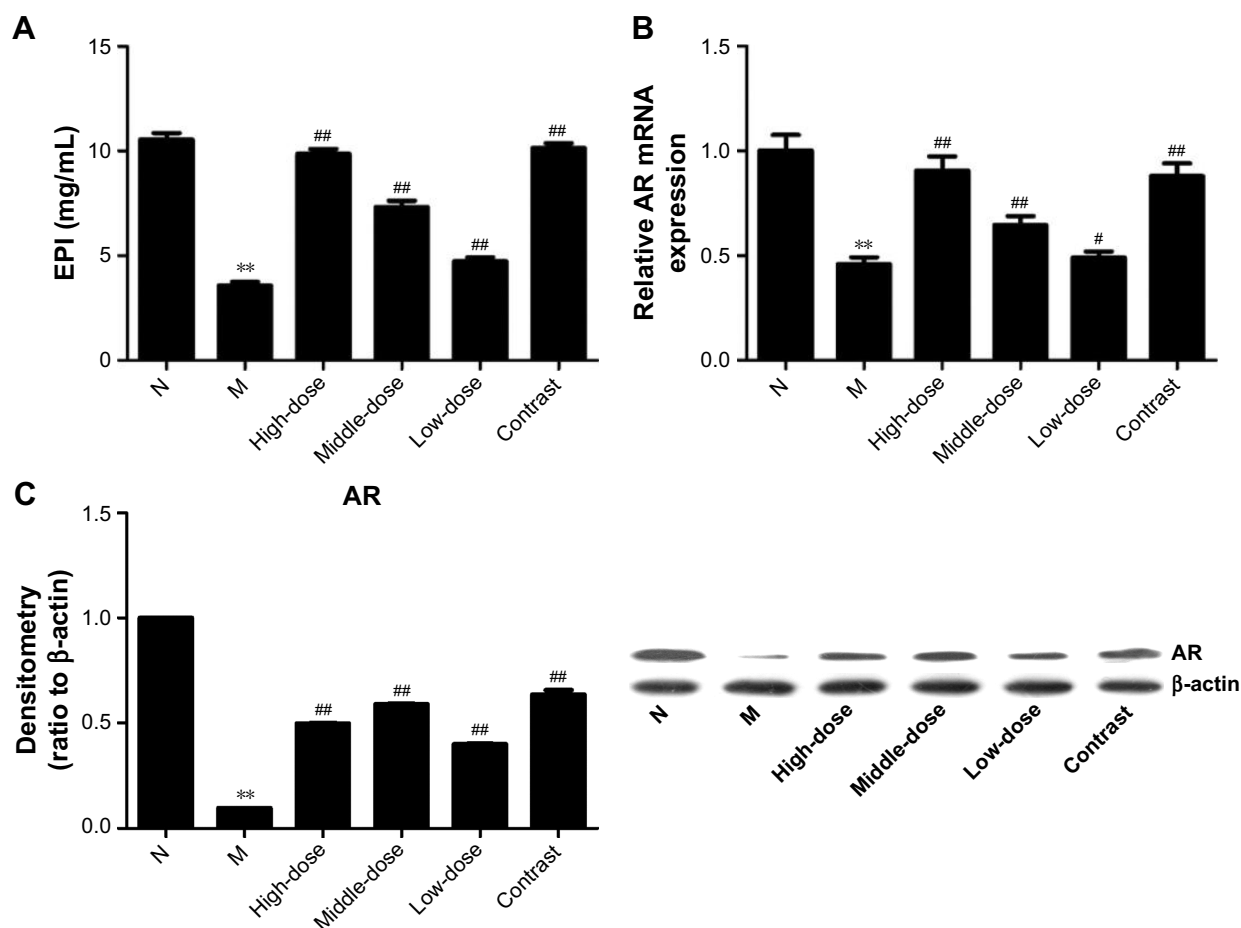 A
15
10
5
0
EPI (mg/mL)
**
##
##
##
##
N
M
High-dose
Middle-dose
Low-dose
Contrast
B
1.5
1.0
0.5
0.0
Relative AR mRNA
expression
**
##
##
#
##
N
M
High-dose
Middle-dose
Low-dose
Contrast
C
AR
1.5
1.0
0.5
0.0
Densitometry
(ratio to β-actin)
**
##
##
##
##
N
M
High-dose
Middle-dose
Low-dose
Contrast
AR
β-actin
N
M
High-dose
Middle-dose
Low-dose
Contrast